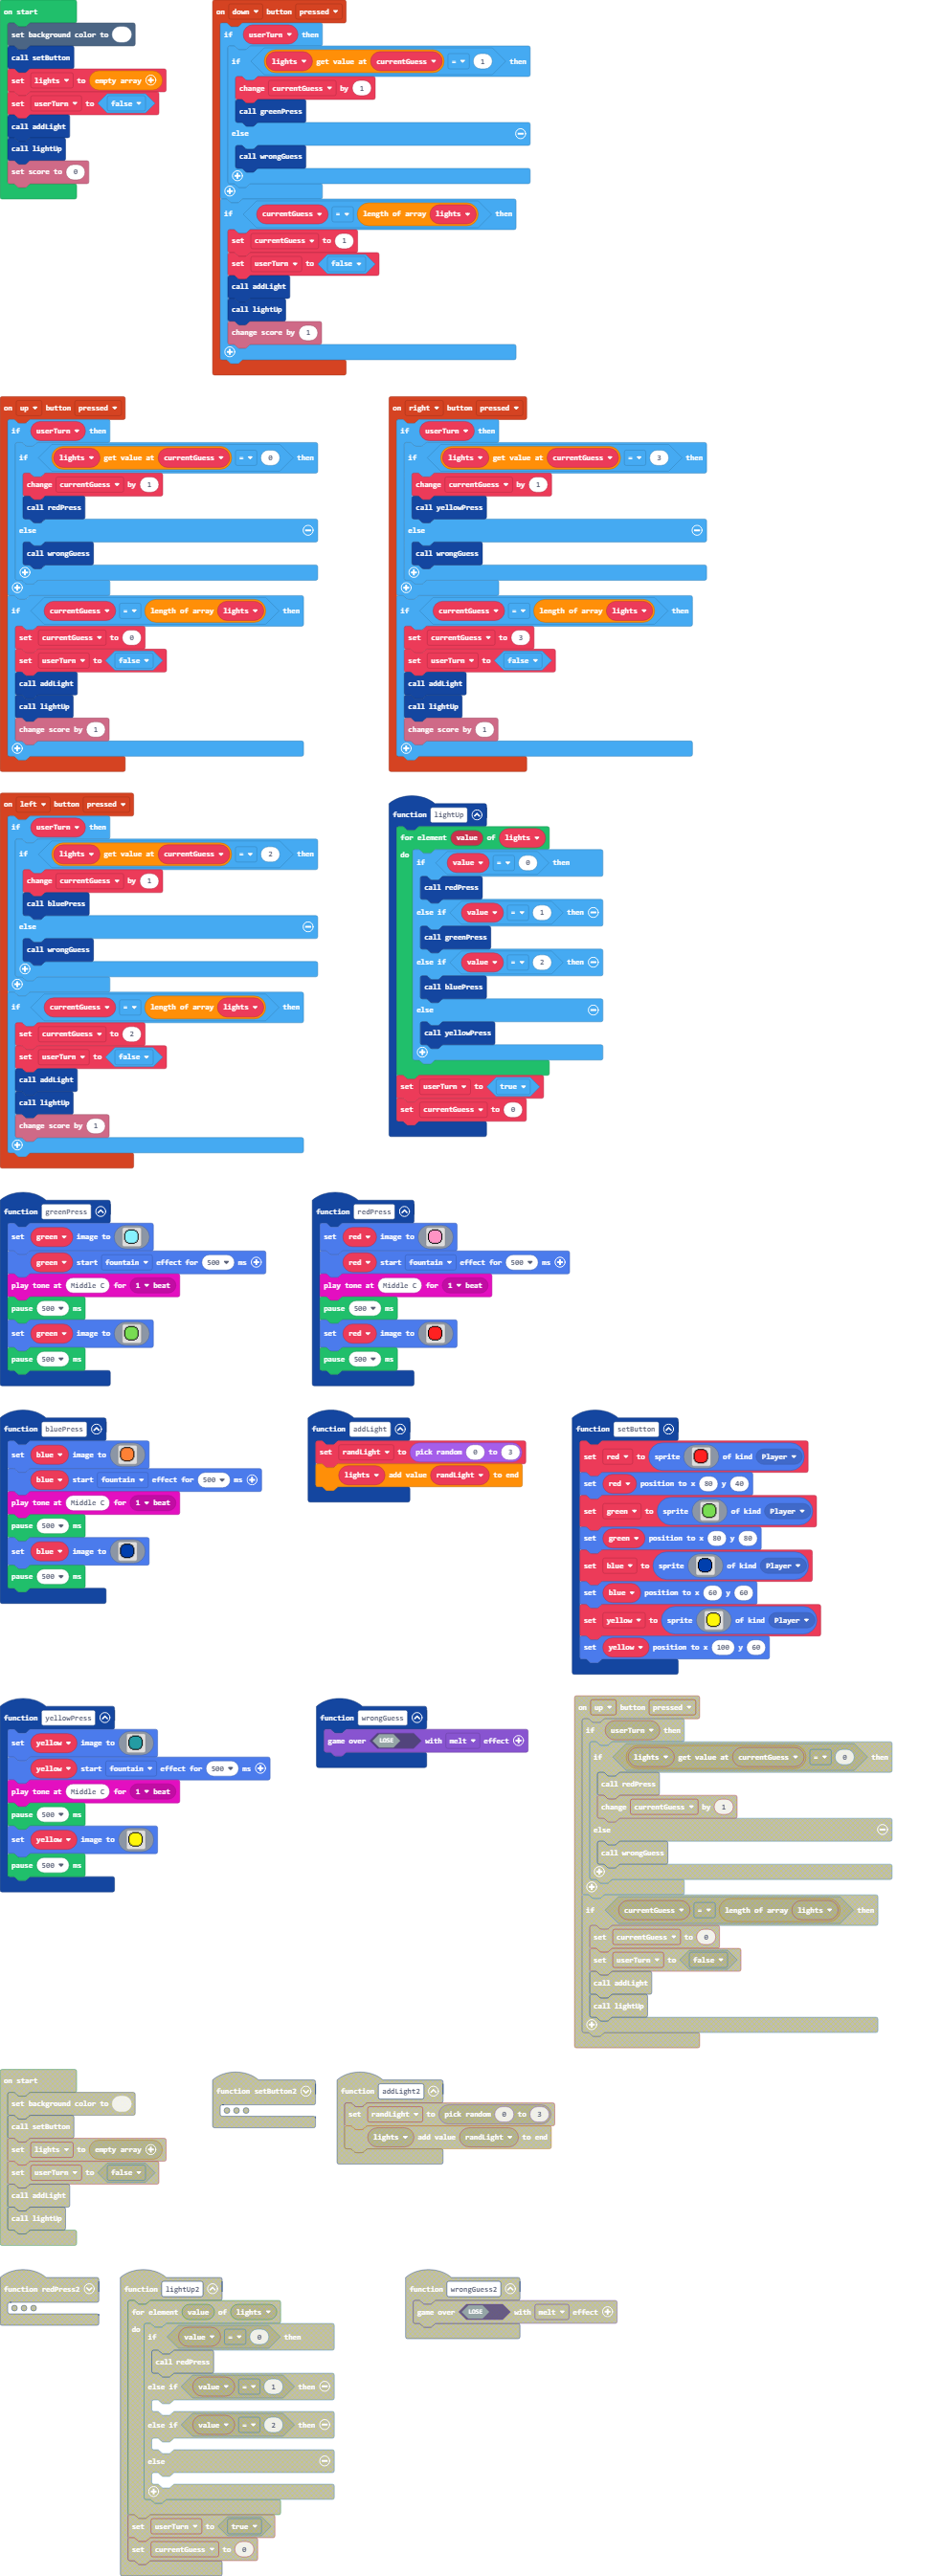 on start
set background color to
call setButton
set lights to empty array
set userTurn to false
call addLight
call lightUp
set score to 0
on down button pressed
if userTurn then
if lights get value at currentGuess = 1 then
change currentGuess by 1
call greenPress
else
call wrongGuess
if currentGuess = length of array lights then
set currentGuess to 1
set userTurn to false
call addLight
call lightUp
change score by 1
on up button pressed
if userTurn then
if lights get value at currentGuess = 0 then
change currentGuess by 1
call redPress
else
call wrongGuess
if currentGuess = length of array lights then
set currentGuess to 0
set userTurn to false
call addLight
call lightUp
change score by 1
on right button pressed
if userTurn then
if lights get value at currentGuess = 3 then
change currentGuess by 1
call yellowPress
else
call wrongGuess
if currentGuess = length of array lights then
set currentGuess to 3
set userTurn to false
call addLight
call lightUp
change score by 1
on left button pressed
if userTurn then
if lights get value at currentGuess = 2 then
change currentGuess by 1
call bluePress
else
call wrongGuess
if currentGuess = length of array lights then
set currentGuess to 2
set userTurn to false
call addLight
call lightUp
change score by 1
function lightUp
for element value of lights
do
if value = 0 then
call redPress
else if value = 1 then
call greenPress
else if value = 2 then
call bluePress
else
call yellowPress
set userTurn to true
set currentGuess to 0
function greenPress
set green image to
green start fountain effect for 500 ms
play tone at Middle C for 1 beat
pause 500 ms
set green image to
pause 500 ms
function redPress
set red image to
red start fountain effect for 500 ms
play tone at Middle C for 1 beat
pause 500 ms
set red image to
pause 500 ms
function bluePress
set blue image to
blue start fountain effect for 500 ms
play tone at Middle C for 1 beat
pause 500 ms
set blue image to
pause 500 ms
function addLight
set randLight to pick random 0 to 3
lights add value randLight to end
function setButton
set red to sprite of kind Player
set red position to x 80 y 40
set green to sprite of kind Player
set green position to x 80 y 80
set blue to sprite of kind Player
set blue position to x 60 y 60
set yellow to sprite of kind Player
set yellow position to x 100 y 60
function yellowPress
set yellow image to
yellow start fountain effect for 500 ms
play tone at Middle C for 1 beat
pause 500 ms
set yellow image to
pause 500 ms
function wrongGuess
game over LOSE with melt effect
on up button pressed
if userTurn then
if lights get value at currentGuess = 0 then
call redPress
change currentGuess by 1
else
call wrongGuess
if currentGuess = length of array lights then
set currentGuess to 0
set userTurn to false
call addLight
call lightUp
on start
set background color to
call setButton
set lights to empty array
set userTurn to false
call addLight
call lightUp
function setButton2
function addLight2
set randLight to pick random 0 to 3
lights add value randLight to end
function redPress2
function lightUp2
for element value of lights
do
if value = 0 then
call redPress
else if value = 1 then
else if value = 2 then
else
set userTurn to true
set currentGuess to 0
function wrongGuess2
game over LOSE with melt effect